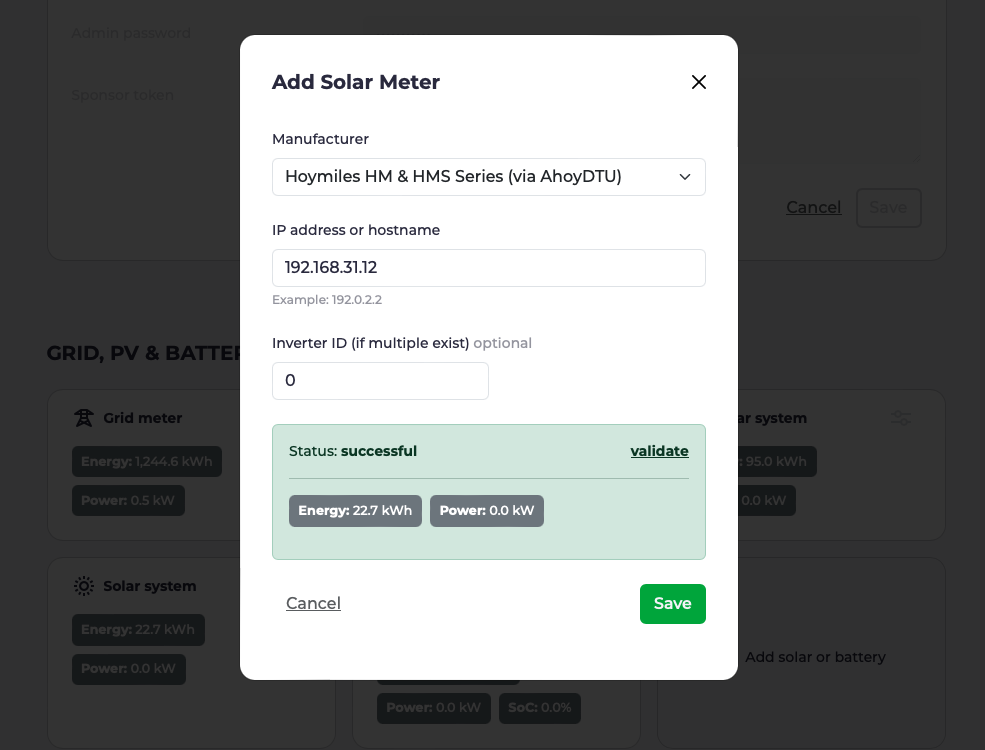 Admin password
Sponsor token
Cancel
Save
Add Solar Meter
Manufacturer
Hoymiles HM & HMS Series (via AhoyDTU)
IP address or hostname
192.168.31.12
Example: 192.0.2.2
Inverter ID (if multiple exist) optional
0
Status: successful
validate
Energy: 22.7 kWh
Power: 0.0 kW
Cancel
Save
GRID, PV & BATTER
Grid meter
Energy: 1,244.6 kWh
Power: 0.5 kW
ar system
: 95.0 kWh
0.0 kW
Solar system
Energy: 22.7 kWh
Power: 0.0 kW
Power: 0.0 kW
SoC: 0.0%
Add solar or battery